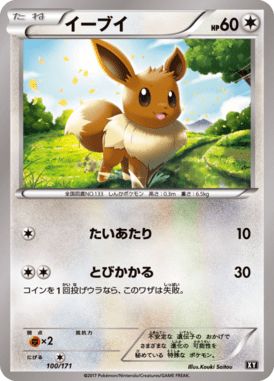 たね
イーブイ
HP60
全国図鑑NO.133 しんかポケモン 高さ:0.3m 重さ:6.5kg
たいあたり 10
とびかかる 30
コインを1回投げウラなら、このワザは失敗。
弱点 抵抗力
×2
にげる
不安定な 遺伝子の おかげで
さまざまな 進化の 可能性を
秘めている 特殊な ポケモン。
100/171
Illus.Kouki Saitou
XY
©2017 Pokémon/Nintendo/Creatures/GAME FREAK.